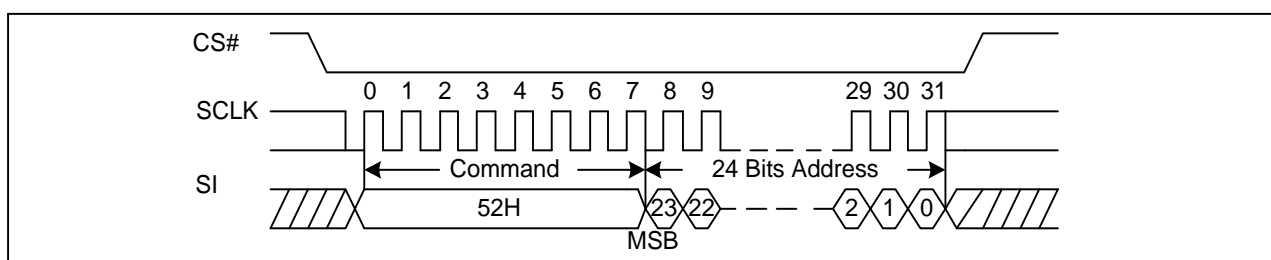 CS#
0 1 2 3 4 5 6 7 8 9 29 30 31
SCLK
Command 24 Bits Address
SI
52H 23 22 2 1 0
MSB